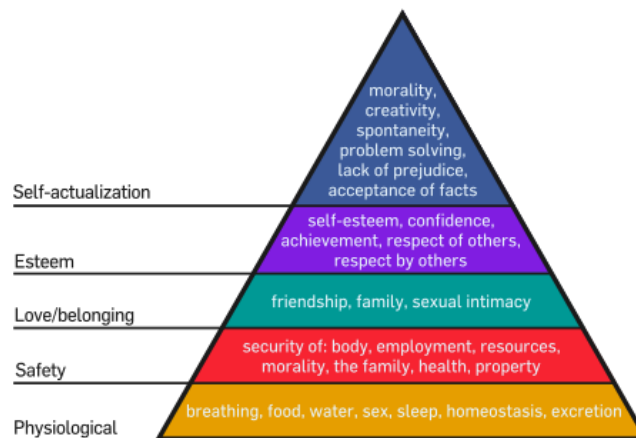 morality,
creativity,
spontaneity,
problem solving,
lack of prejudice,
acceptance of facts
Self-actualization
self-esteem, confidence,
achievement, respect of others,
respect by others
Esteem
friendship, family, sexual intimacy
Love/belonging
security of: body, employment, resources,
morality, the family, health, property
Safety
breathing, food, water, sex, sleep, homeostasis, excretion
Physiological